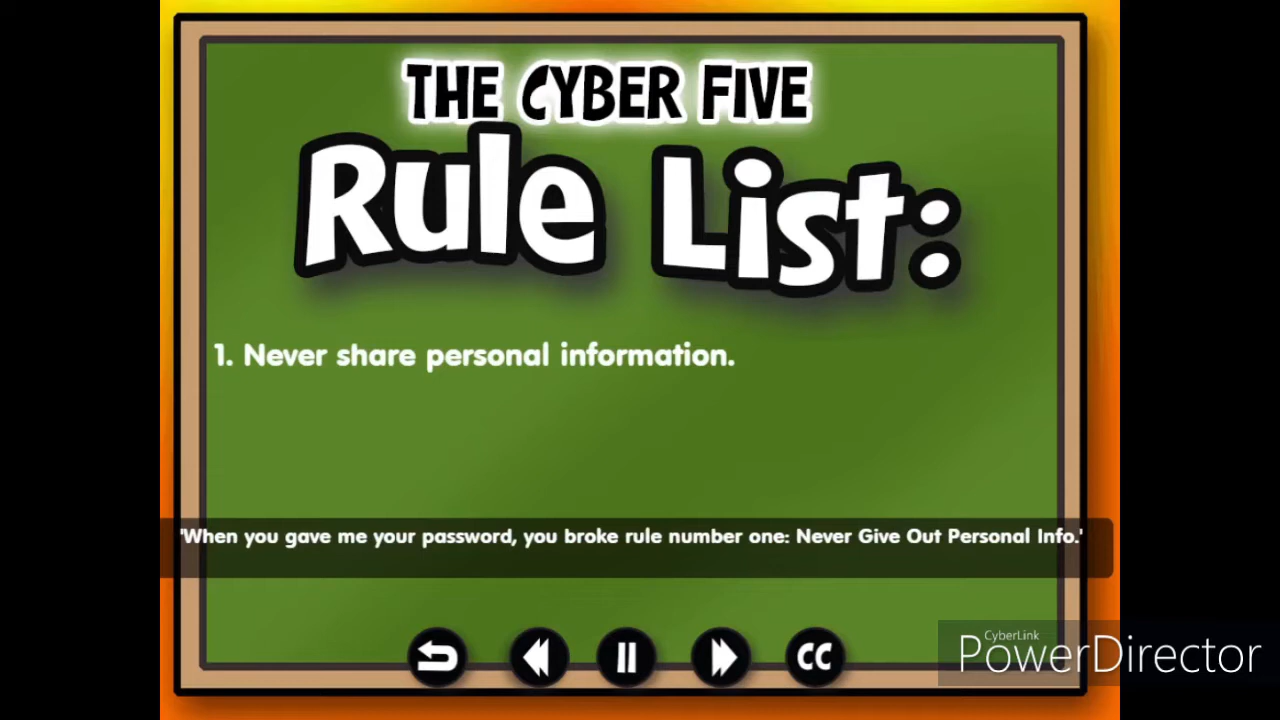 THE CYBER FIVE
Rule List:
1. Never share personal information.
'When you gave me your password, you broke rule number one: Never Give Out Personal Info.'
CC
CyberLink
PowerDirector